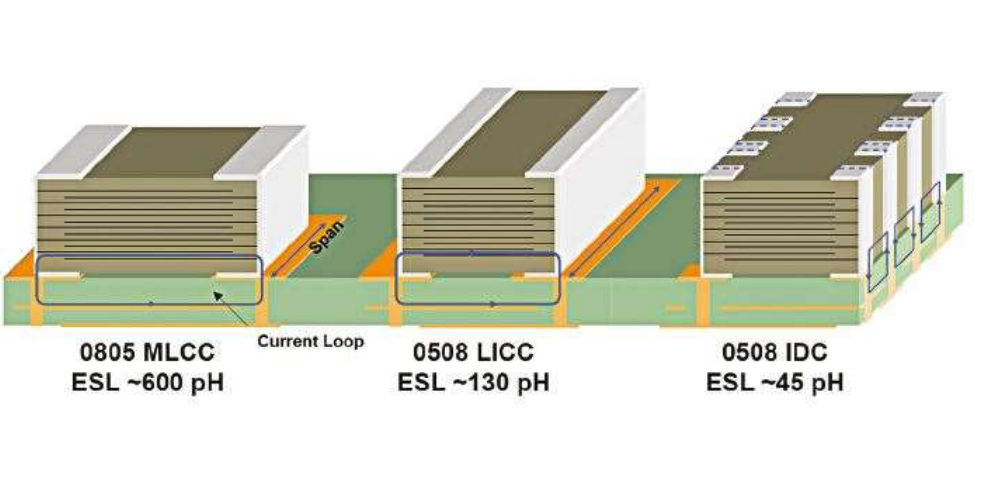 Span
Current Loop
0805 MLCC
ESL ~600 pH
0508 LICC
ESL ~130 pH
0508 IDC
ESL ~45 pH